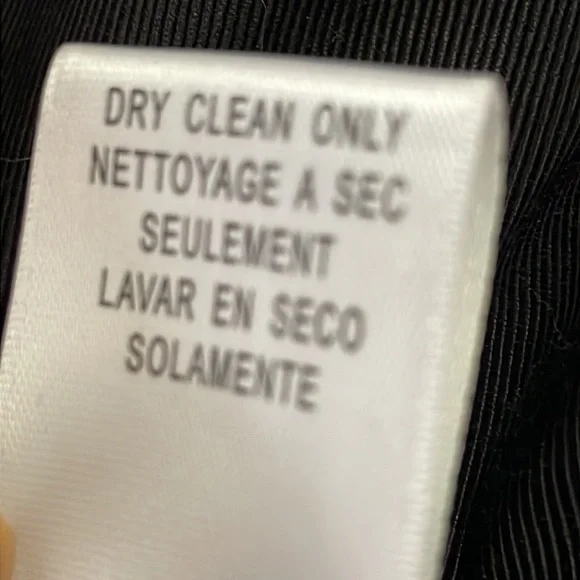 DRY CLEAN ONLY
NETTOYAGE A SEC
SEULEMENT
LAVAR EN SECO
SOLAMENTE